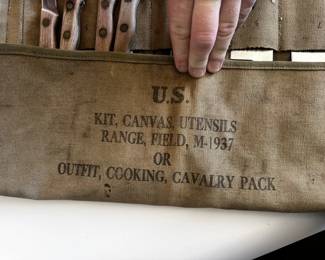 U.S.
KIT, CANVAS, UTENSILS
RANGE, FIELD, M-1937
OR
OUTFIT, COOKING, CAVALRY PACK